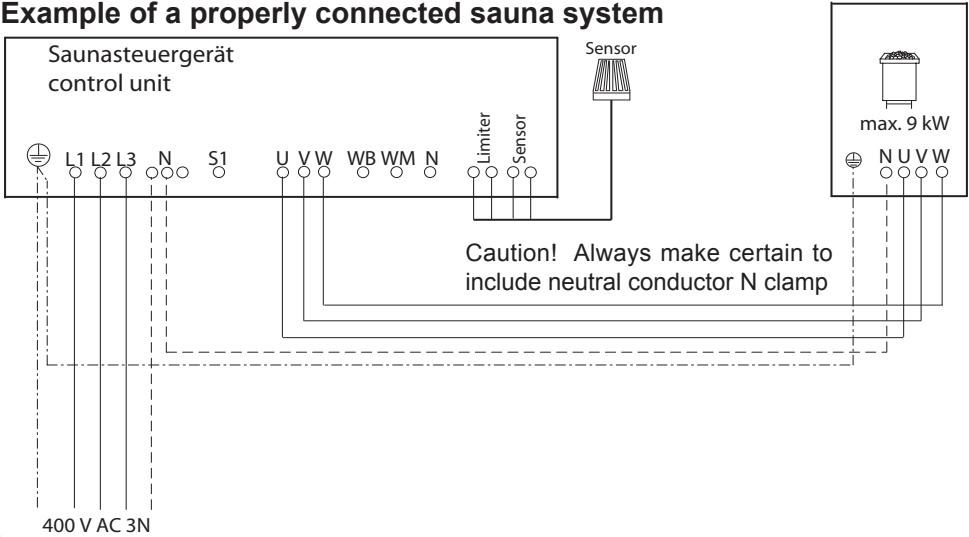 Example of a properly connected sauna system
Saunasteuergerät
control unit
Sensor
max. 9 kW
L1 L2 L3 N S1 U V W WB WM N Limiter Sensor
N U V W
Caution! Always make certain to
include neutral conductor N clamp
400 V AC 3N